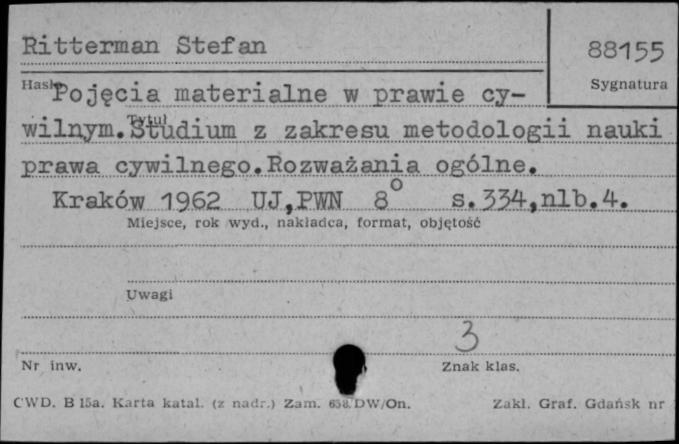 Ritterman Stefan
88155
Hasło
Sygnatura
Pojęcia materialne w prawie cy-
Tytuł
wilnym. Studium z zakresu metodologii nauki
prawa cywilnego. Rozważania ogólne.
Kraków 1962 UJ, PWN 8° s. 334, nlb. 4.
Miejsce, rok wyd., nakładca, format, objętość
Uwagi
3
Nr inw.
Znak klas.
CWD. B 15a. Karta katal. (z nadr.) Zam. 658/DW/On.
Zakl. Graf. Gdańsk nr